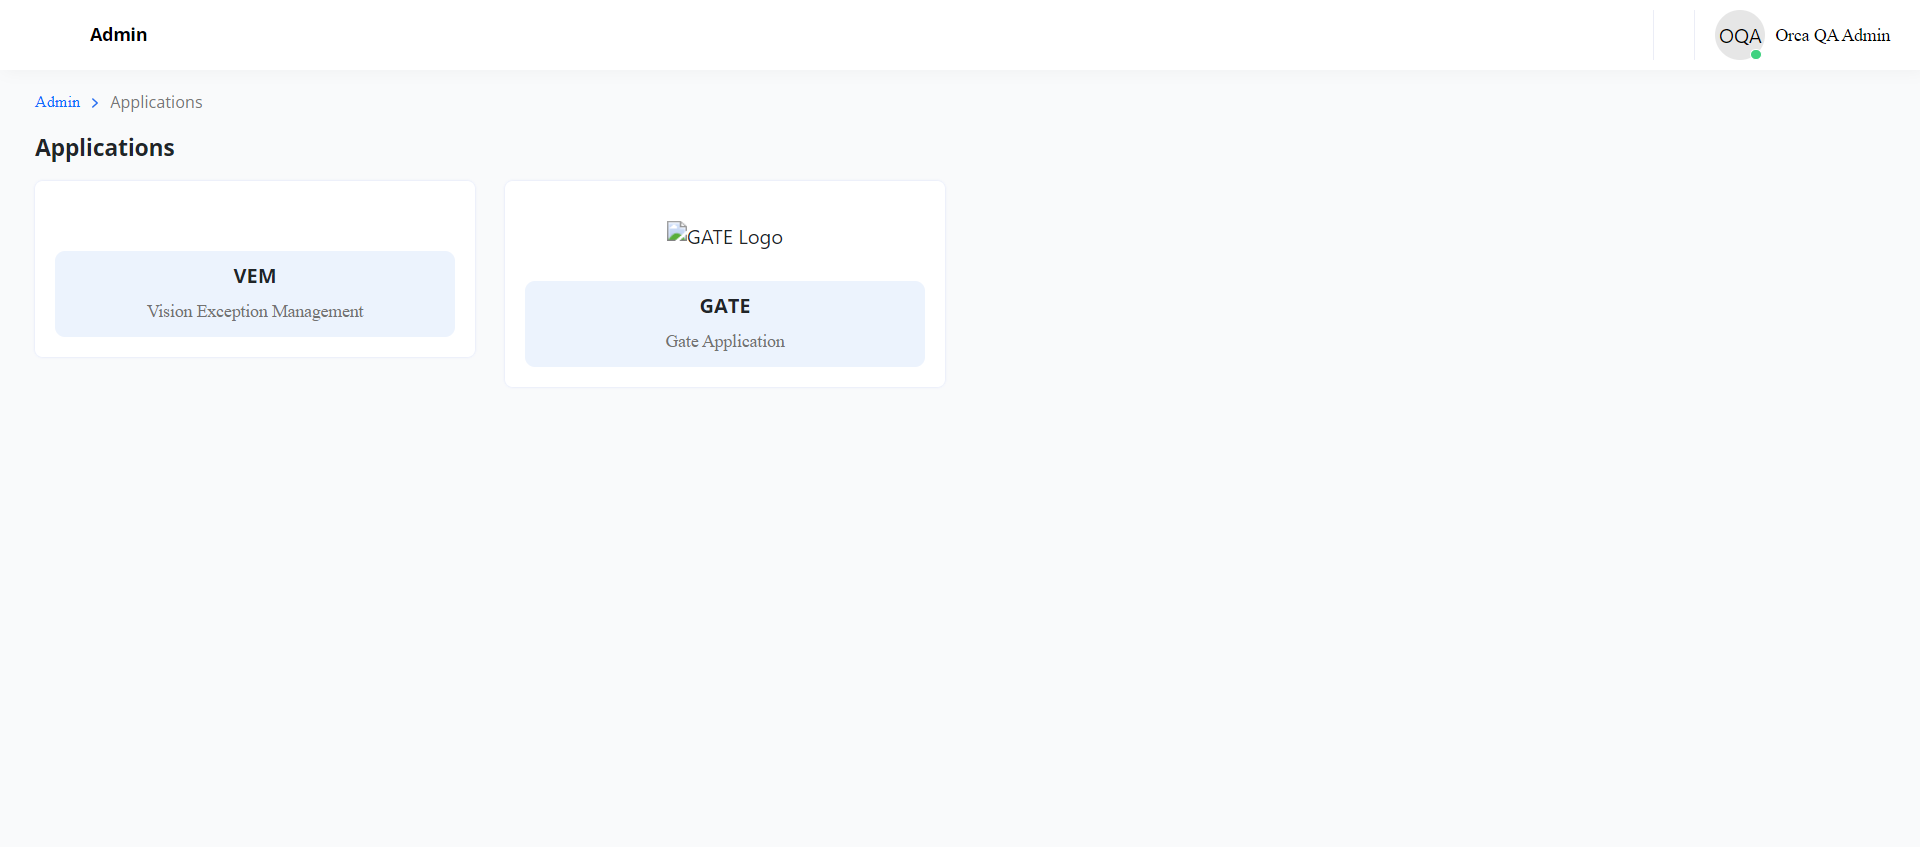 Admin
OQA
Orca QA Admin
Admin > Applications
Applications
VEM
Vision Exception Management
GATE Logo
GATE
Gate Application